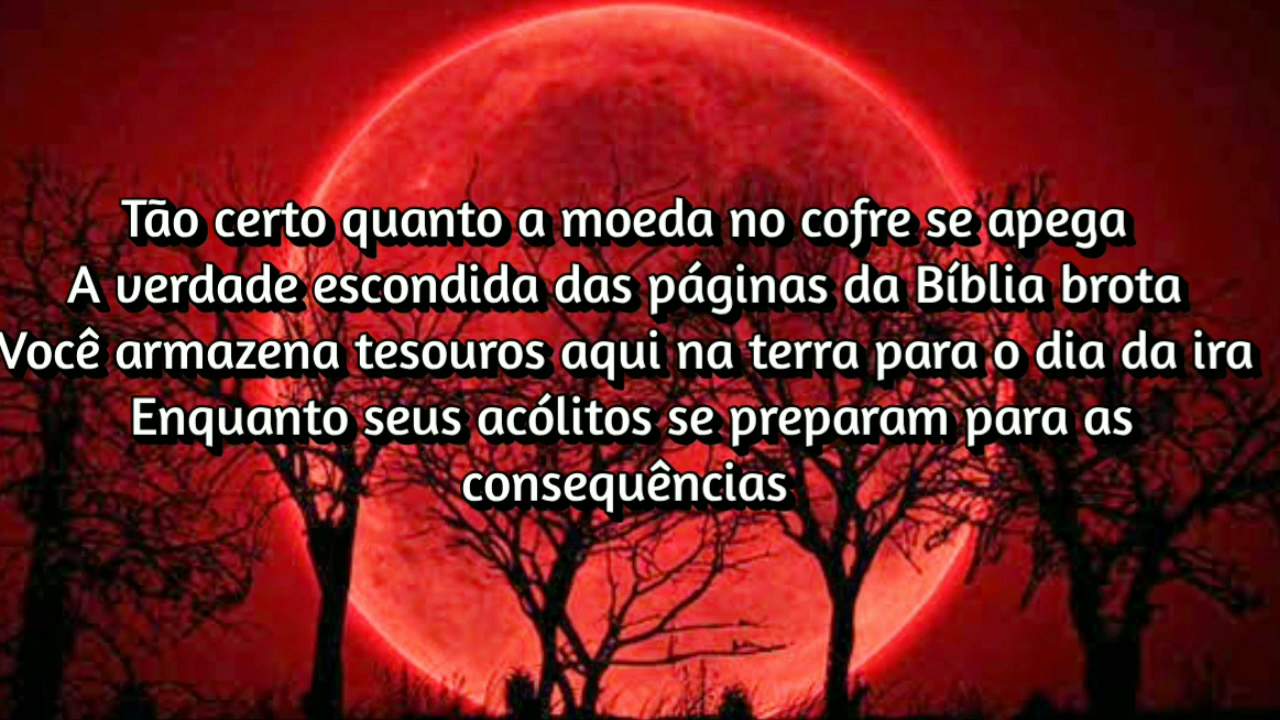 Tão certo quanto a moeda no cofre se apega
A verdade escondida das páginas da Bíblia brota
Você armazena tesouros aqui na terra para o dia da ira
Enquanto seus acólitos se preparam para as
consequências